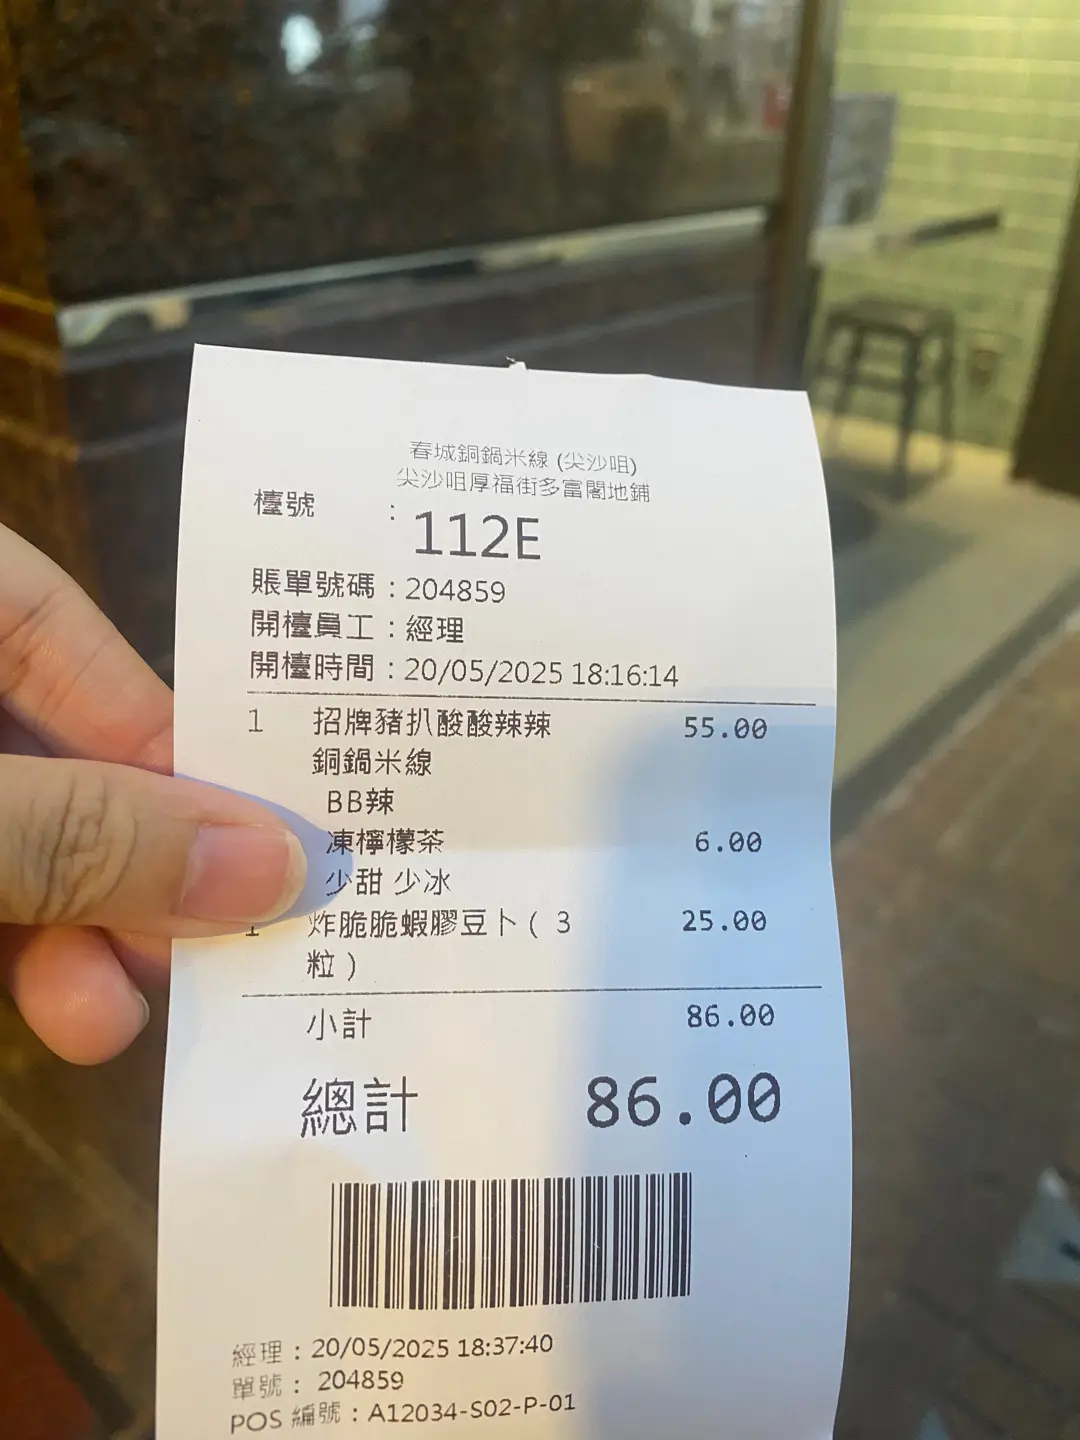 春城銅鍋米線 (尖沙咀)
尖沙咀厚福街多富閣地鋪
檯號 : 112E
賬單號碼 : 204859
開檯員工 : 經理
開檯時間 : 20/05/2025 18:16:14
1 招牌豬扒酸酸辣辣 55.00
銅鍋米線
BB辣
凍檸檬茶 6.00
少甜 少冰
1 炸脆脆蝦膠豆卜( 3 25.00
粒 )
小計 86.00
總計 86.00
經理 : 20/05/2025 18:37:40
單號 : 204859
POS 編號 : A12034-S02-P-01